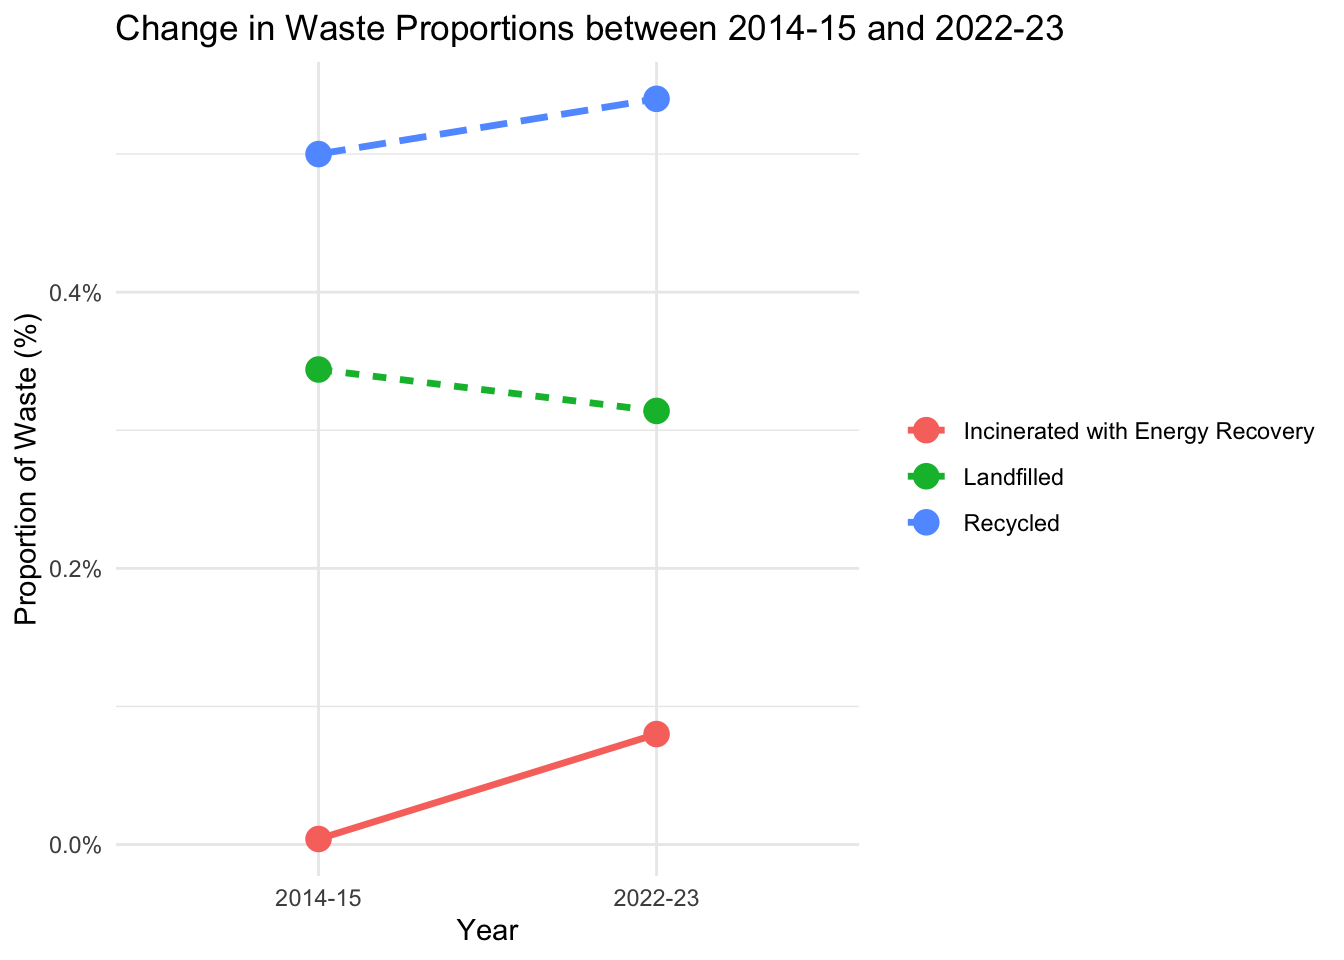 Change in Waste Proportions between 2014-15 and 2022-23
Proportion of Waste (%)
0.4%
0.2%
0.0%
2014-15
2022-23
Year
Incinerated with Energy Recovery
Landfilled
Recycled